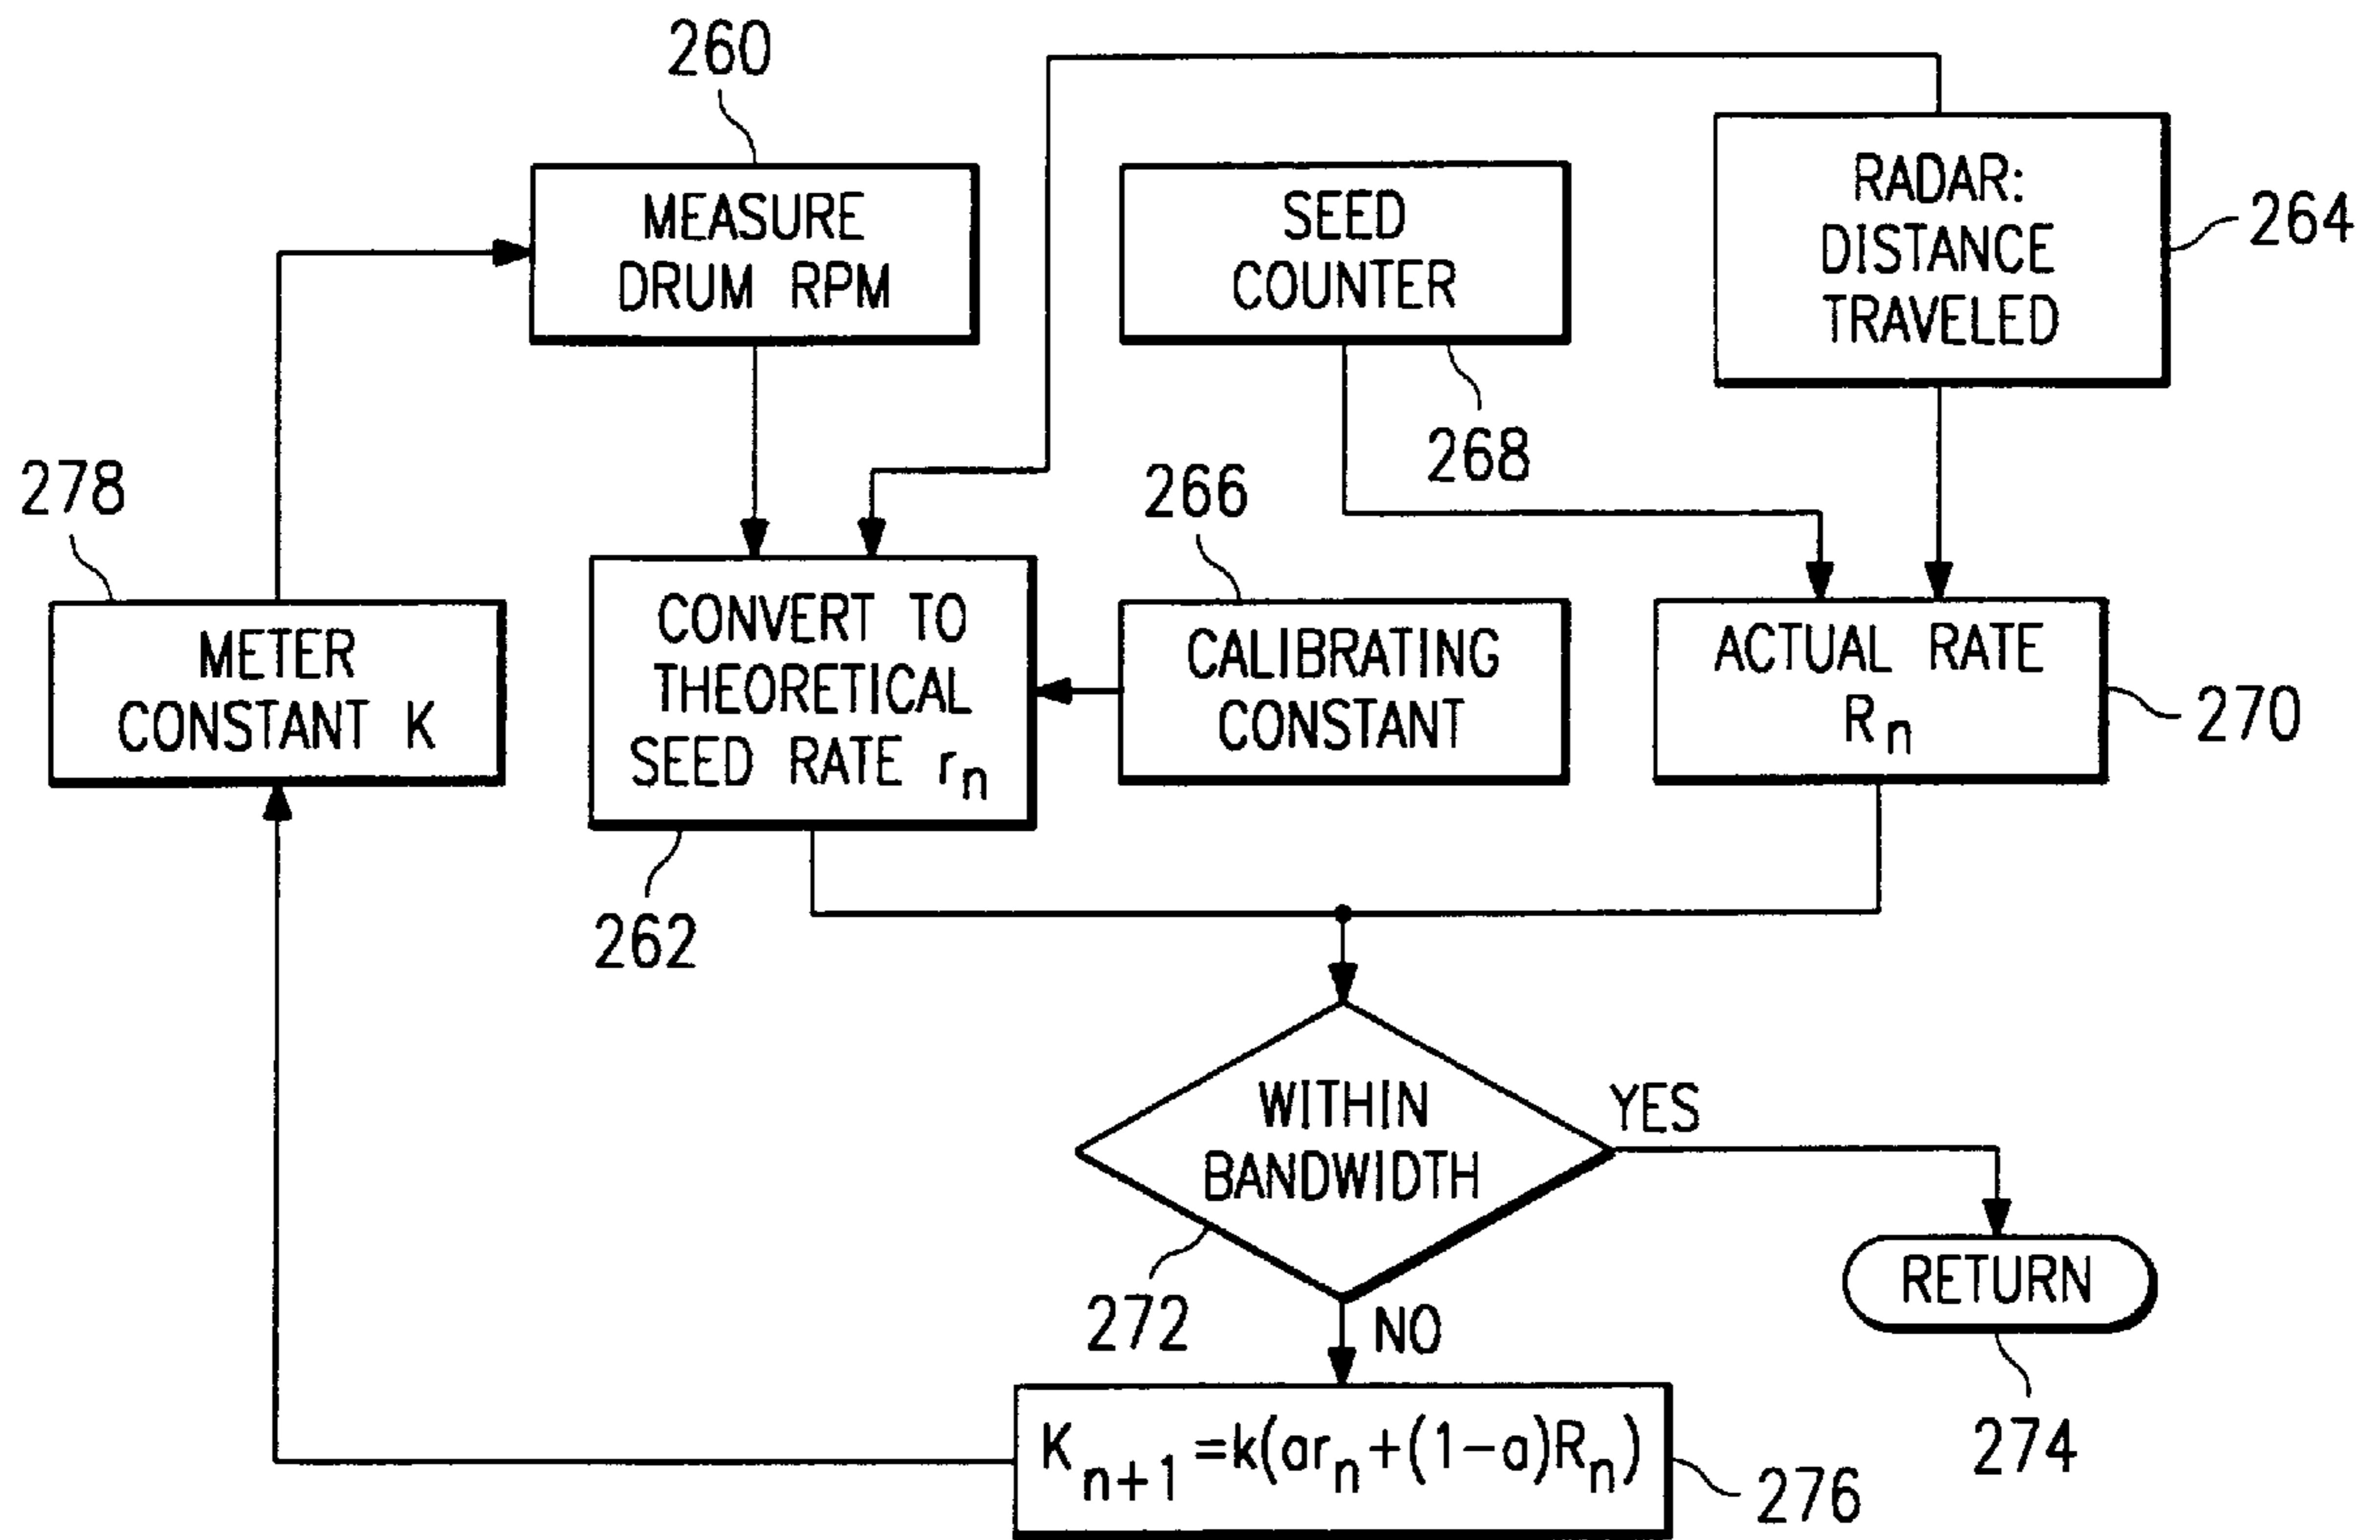 260
MEASURE
DRUM RPM
SEED
COUNTER
RADAR:
DISTANCE
TRAVELED
264
268
278
266
METER
CONSTANT K
CONVERT TO
THEORETICAL
SEED RATE rn
CALIBRATING
CONSTANT
ACTUAL RATE
Rn
270
262
WITHIN
BANDWIDTH
YES
272
NO
RETURN
274
Kn+1=k(arn+(1-a)Rn)
276